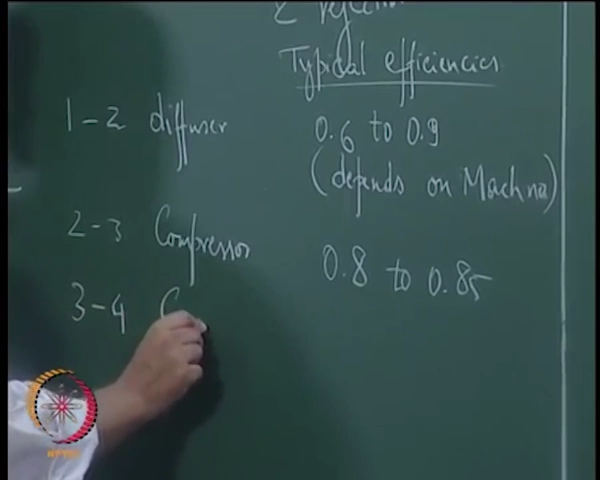 Typical efficiencies
1-2 diffuser 0.6 to 0.9
(depends on Mach no)
2-3 Compressor 0.8 to 0.85
3-4 C
NPTEL